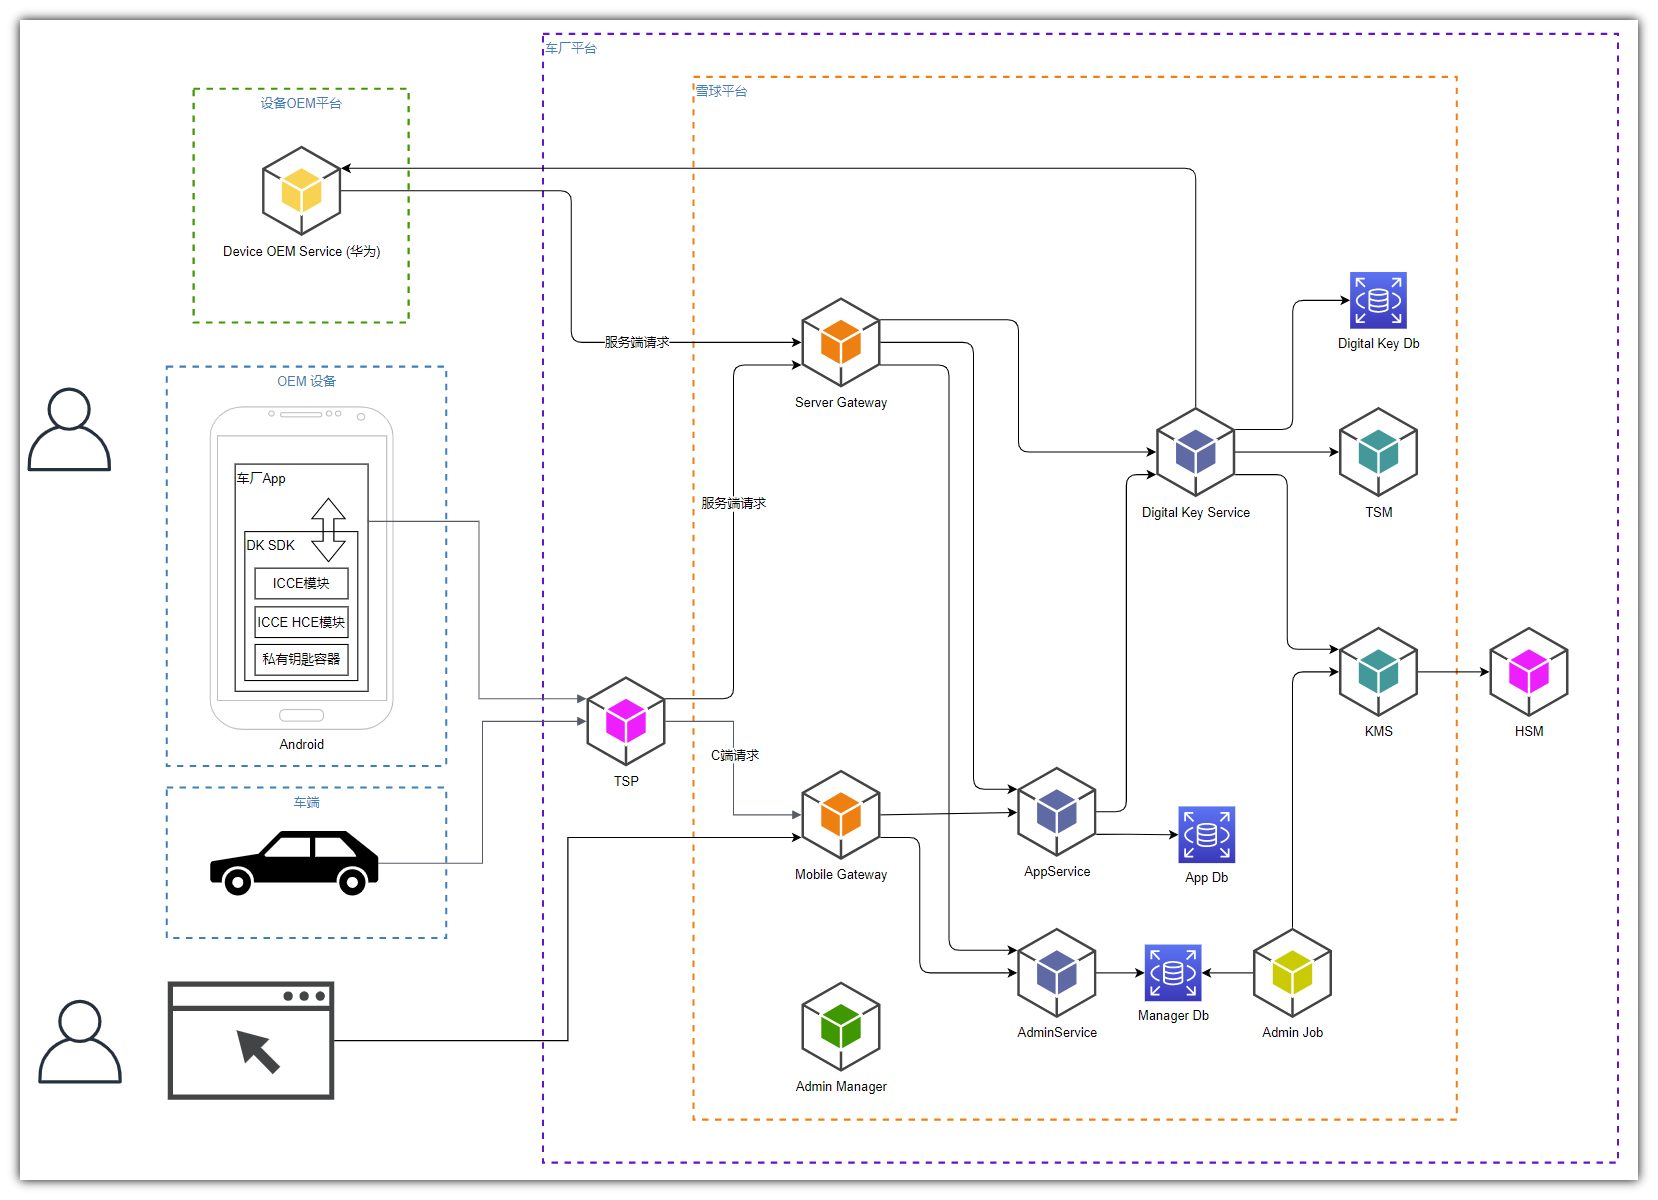 车厂平台
雪球平台
设备OEM平台
Device OEM Service (华为)
服务端请求
Server Gateway
Digital Key Db
OEM 设备
车厂App
DK SDK
ICCE模块
ICCE HCE模块
私有钥匙容器
Android
服务端请求
Digital Key Service
TSM
TSP
C端请求
KMS
HSM
车端
Mobile Gateway
AppService
App Db
AdminService
Manager Db
Admin Job
Admin Manager